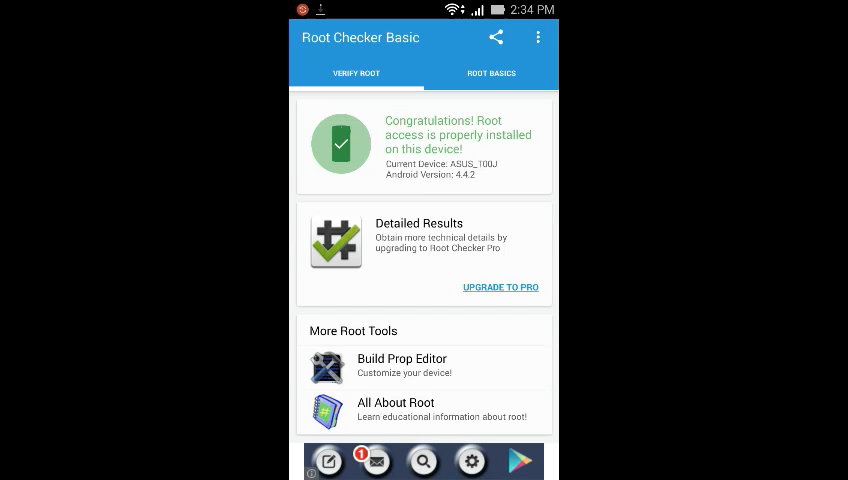 2:34 PM
Root Checker Basic
VERIFY ROOT
ROOT BASICS
Congratulations! Root
access is properly installed
on this device!
Current Device: ASUS_T00J
Android Version: 4.4.2
Detailed Results
Obtain more technical details by
upgrading to Root Checker Pro
UPGRADE TO PRO
More Root Tools
Build Prop Editor
Customize your device!
All About Root
Learn educational information about root!
1